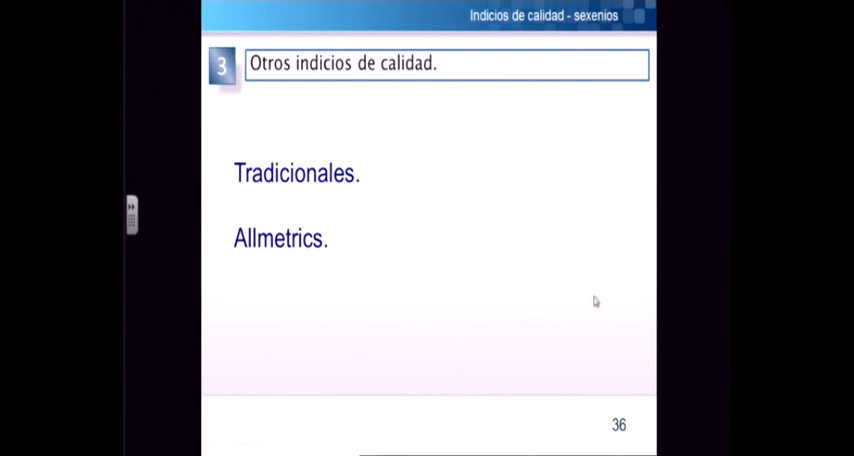 Indicios de calidad - sexenios
3
Otros indicios de calidad.
Tradicionales.
Allmetrics.
36